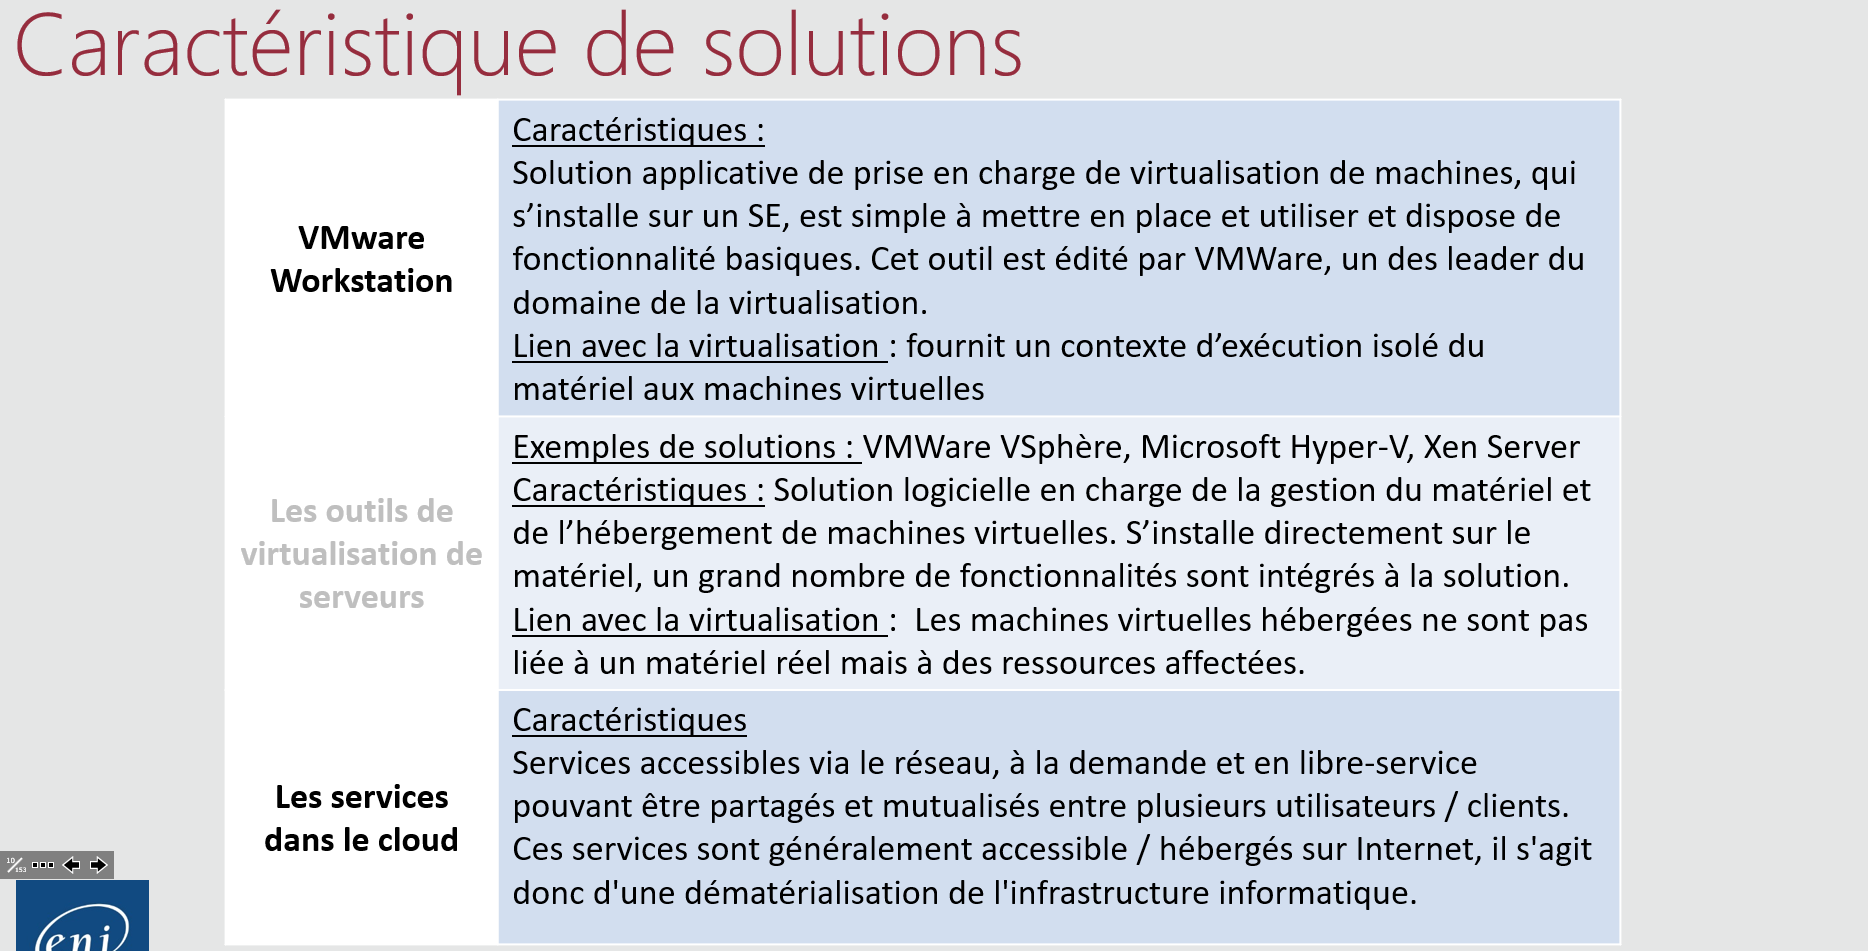 Caractéristique de solutions
VMware
Workstation
Caractéristiques :
Solution applicative de prise en charge de virtualisation de machines, qui
s’installe sur un SE, est simple à mettre en place et utiliser et dispose de
fonctionnalité basiques. Cet outil est édité par VMWare, un des leader du
domaine de la virtualisation.
Lien avec la virtualisation : fournit un contexte d’exécution isolé du
matériel aux machines virtuelles
Les outils de
virtualisation de
serveurs
Exemples de solutions : VMWare VSphère, Microsoft Hyper-V, Xen Server
Caractéristiques : Solution logicielle en charge de la gestion du matériel et
de l’hébergement de machines virtuelles. S’installe directement sur le
matériel, un grand nombre de fonctionnalités sont intégrés à la solution.
Lien avec la virtualisation :  Les machines virtuelles hébergées ne sont pas
liée à un matériel réel mais à des ressources affectées.
Les services
dans le cloud
Caractéristiques
Services accessibles via le réseau, à la demande et en libre-service
pouvant être partagés et mutualisés entre plusieurs utilisateurs / clients.
Ces services sont généralement accessible / hébergés sur Internet, il s'agit
donc d'une dématérialisation de l'infrastructure informatique.
10/153
eni